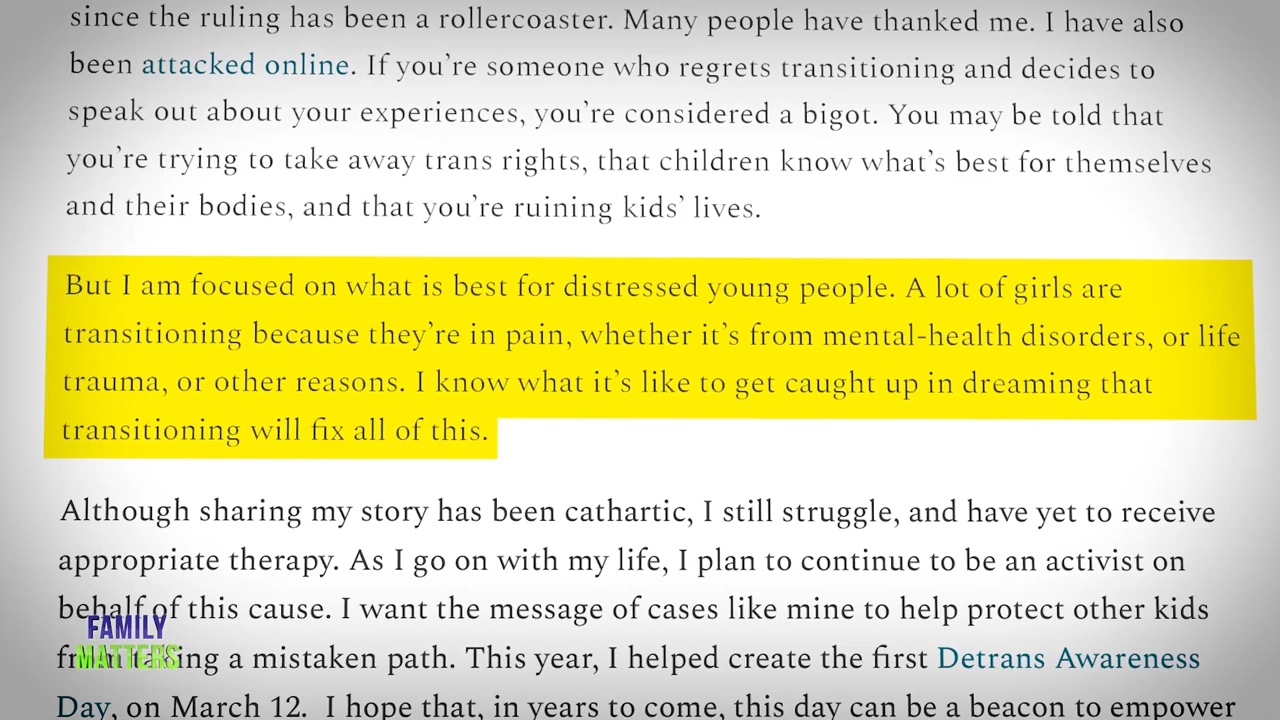 since the ruling has been a rollercoaster. Many people have thanked me. I have also
been attacked online. If you’re someone who regrets transitioning and decides to
speak out about your experiences, you’re considered a bigot. You may be told that
you’re trying to take away trans rights, that children know what’s best for themselves
and their bodies, and that you’re ruining kids’ lives.
But I am focused on what is best for distressed young people. A lot of girls are
transitioning because they’re in pain, whether it’s from mental-health disorders, or life
trauma, or other reasons. I know what it’s like to get caught up in dreaming that
transitioning will fix all of this.
Although sharing my story has been cathartic, I still struggle, and have yet to receive
appropriate therapy. As I go on with my life, I plan to continue to be an activist on
behalf of this cause. I want the message of cases like mine to help protect other kids
a mistaken path. This year, I helped create the first Detrans Awareness
Day, on March 12. I hope that, in years to come, this day can be a beacon to empower
FAMILY
MATTERS